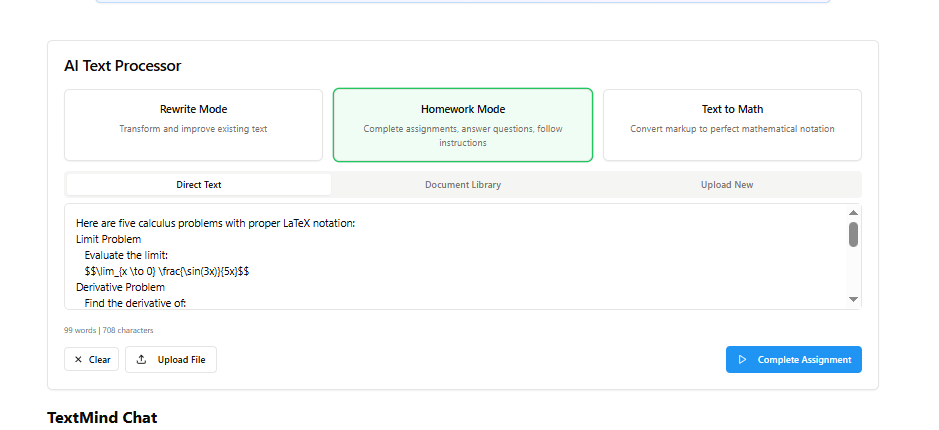 AI Text Processor
Rewrite Mode
Transform and improve existing text
Homework Mode
Complete assignments, answer questions, follow
instructions
Text to Math
Convert markup to perfect mathematical notation
Direct Text
Document Library
Upload New
Here are five calculus problems with proper LaTeX notation:
Limit Problem
Evaluate the limit:
$$\lim_{x \to 0} \frac{\sin(3x)}{5x}$$
Derivative Problem
Find the derivative of:
99 words | 708 characters
Clear
Upload File
Complete Assignment
TextMind Chat